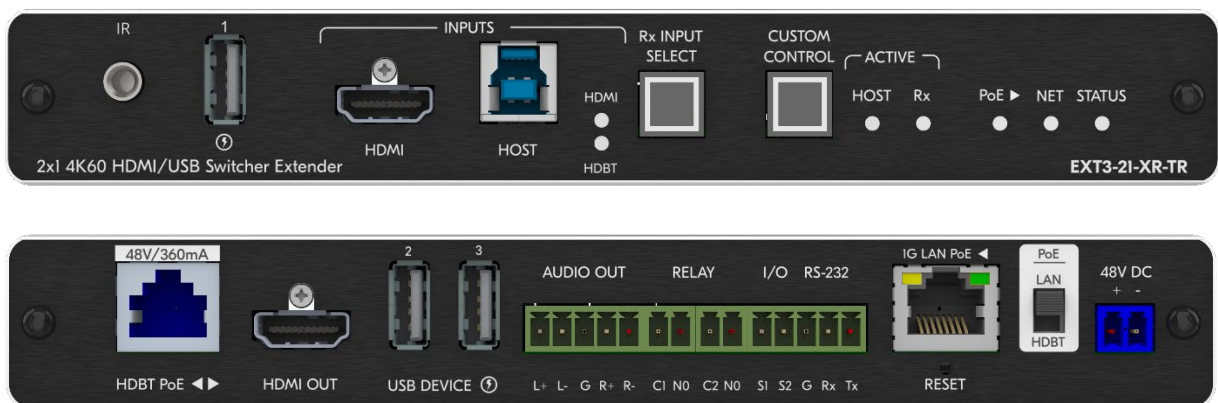 IR
1
INPUTS
Rx INPUT
SELECT
CUSTOM
CONTROL
ACTIVE
HDMI
HDBT
HOST
Rx
PoE ▶
NET
STATUS
HDMI
HOST
2x1 4K60 HDMI/USB Switcher Extender
EXT3-21-XR-TR
48V/360mA
2
3
AUDIO OUT
RELAY
I/O
RS-232
1G LAN PoE ◀
PoE
LAN
HDBT
48V DC
+ -
HDBT PoE ◀▶
HDMI OUT
USB DEVICE
L+ L- G R+ R- C1 NO C2 NO S1 S2 G Rx Tx
RESET